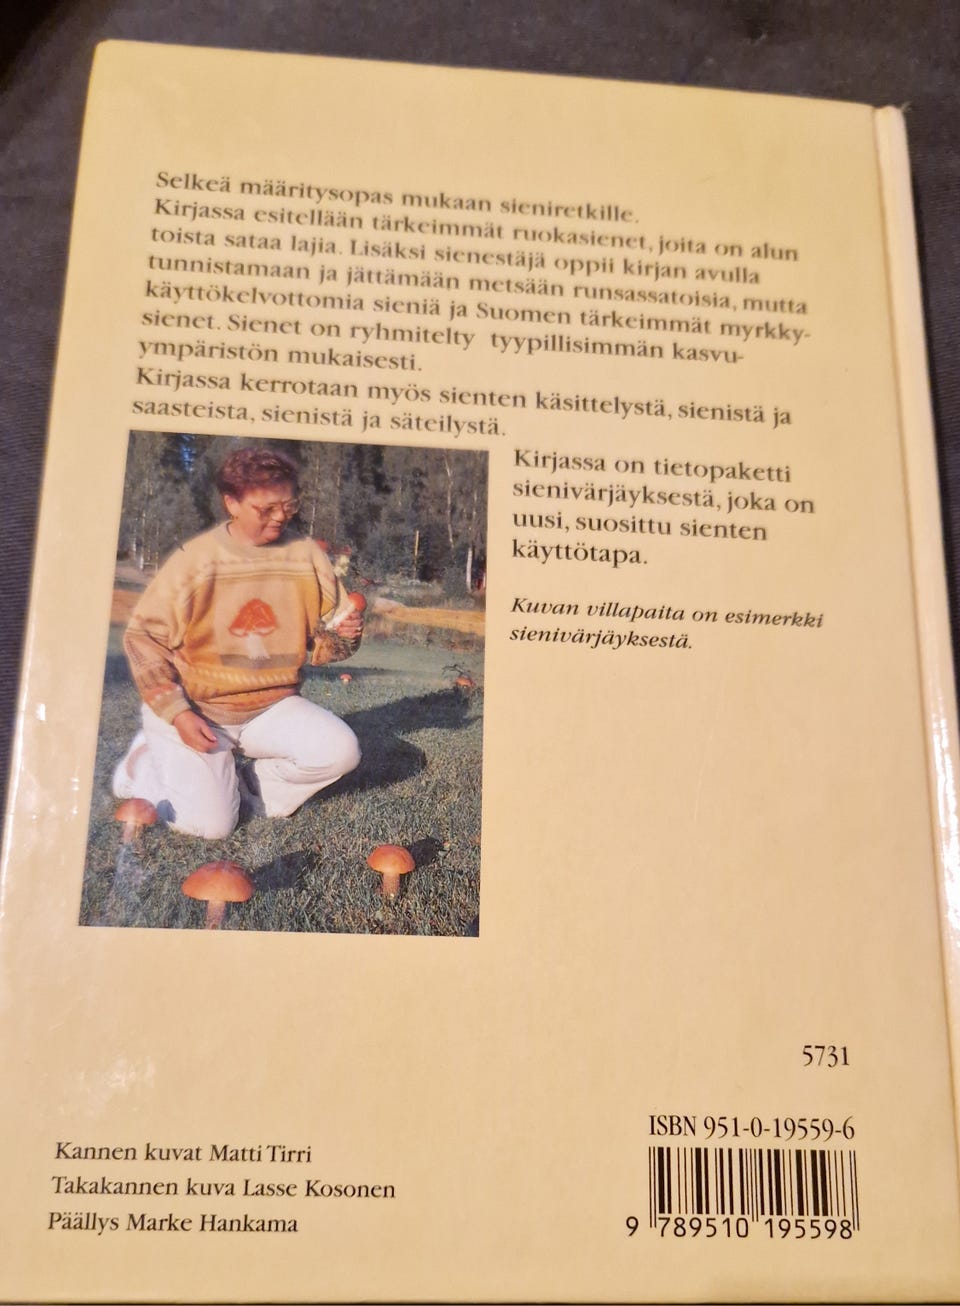 Selkeä määritysopas mukaan sieniretkille.
Kirjassa esitellään tärkeimmät ruokasienet, joita on alun
toista sataa lajia. Lisäksi sienestäjä oppii kirjan avulla
tunnistamaan ja jättämään metsään runsassatoisia, mutta
käyttökelvottomia sieniä ja Suomen tärkeimmät myrkky-
sienet. Sienet on ryhmitelty tyypillisimmän kasvu-
ympäristön mukaisesti.
Kirjassa kerrotaan myös sienten käsittelystä, sienistä ja
saasteista, sienistä ja säteilystä.
Kirjassa on tietopaketti
sienivärjäyksestä, joka on
uusi, suosittu sienten
käyttötapa.
Kuvan villapaita on esimerkki
sienivärjäyksestä.
5731
ISBN 951-0-19559-6
9 789510 195598
Kannen kuvat Matti Tirri
Takakannen kuva Lasse Kosonen
Päällys Marke Hankama